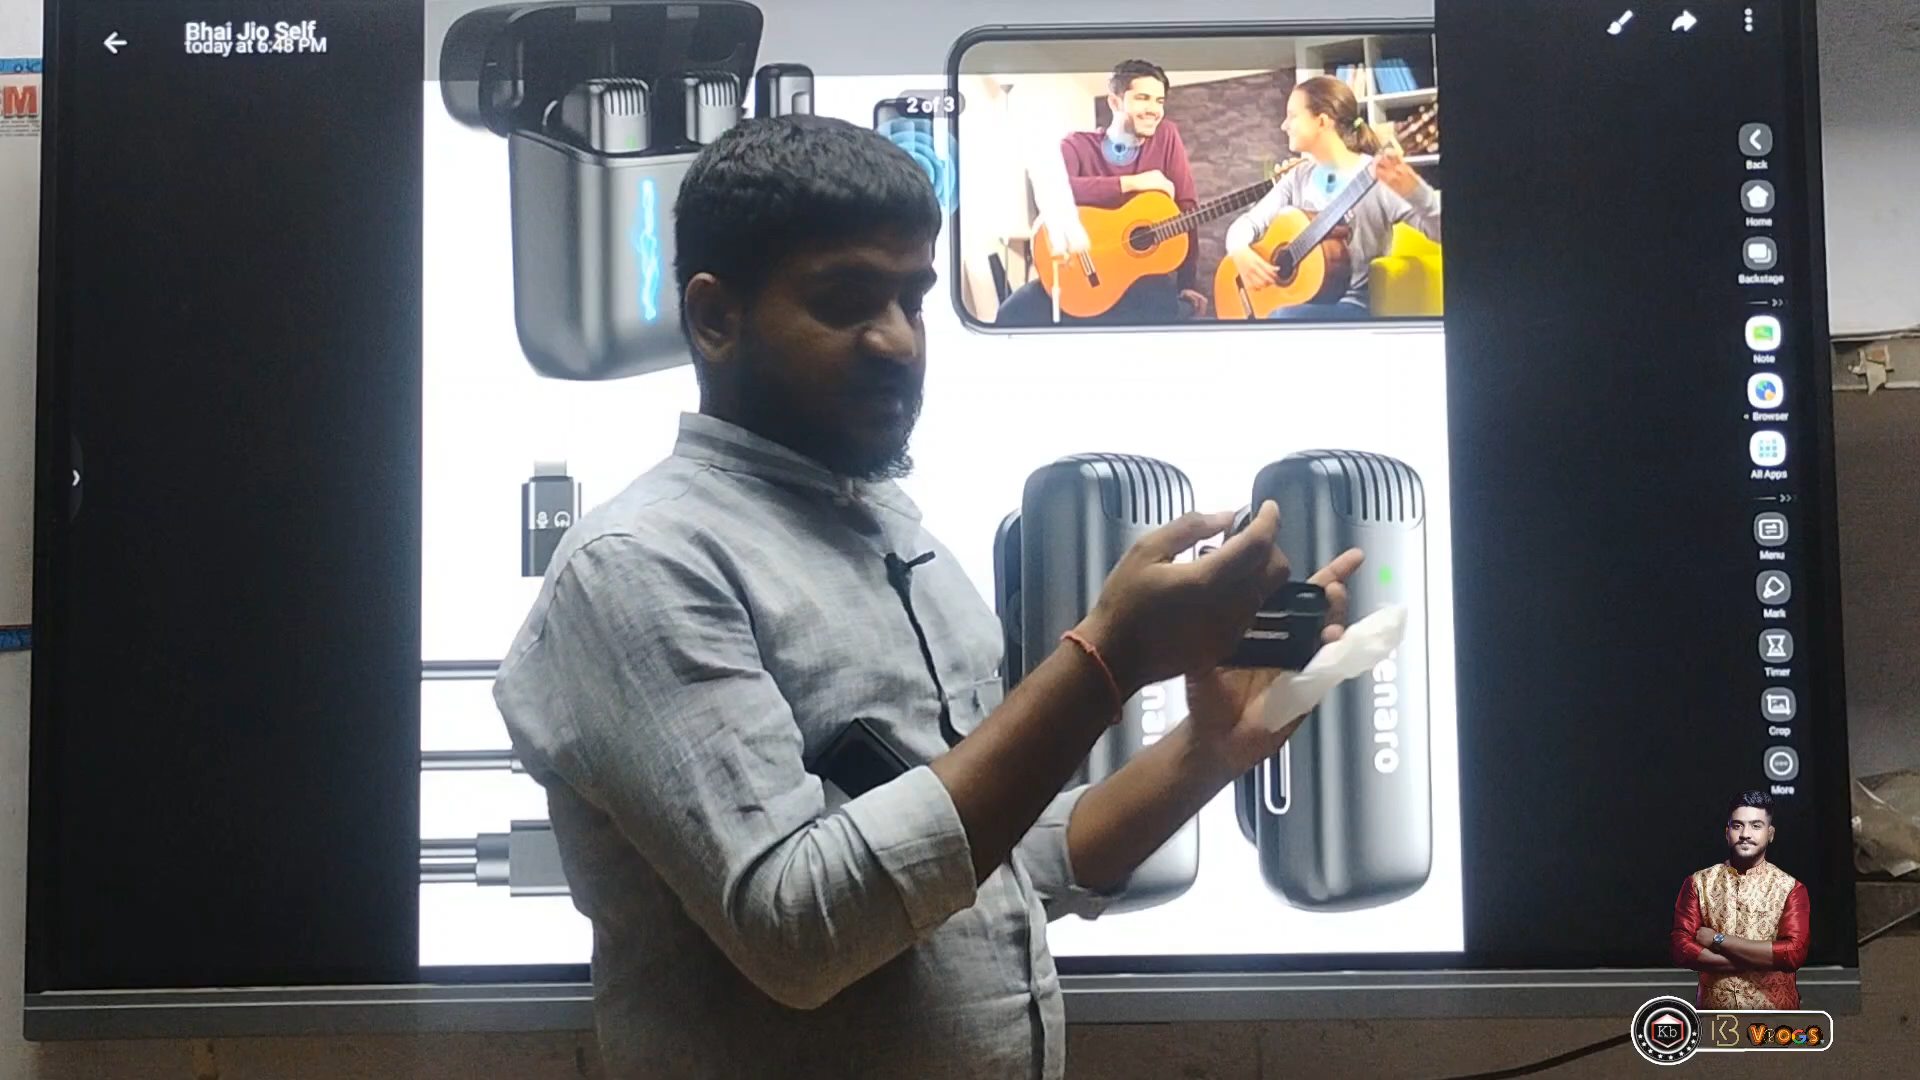 Bhai Jio Self
today at 6:48 PM
2 of 3
M
Back
Home
Backstage
Note
Browser
All Apps
Menu
Mark
Timer
Crop
More
enaro
Kb
KB VLOGS